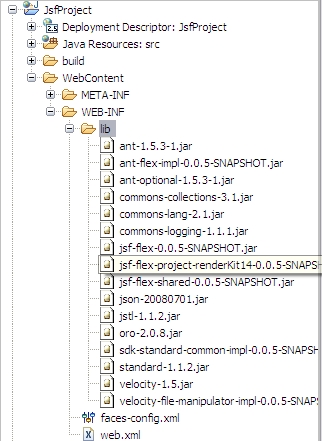 JsfProject
2.5 Deployment Descriptor: JsfProject
Java Resources: src
build
WebContent
META-INF
WEB-INF
lib
ant-1.5.3-1.jar
ant-flex-impl-0.0.5-SNAPSHOT.jar
ant-optional-1.5.3-1.jar
commons-collections-3.1.jar
commons-lang-2.1.jar
commons-logging-1.1.1.jar
jsf-flex-0.0.5-SNAPSHOT.jar
jsf-flex-project-renderKit14-0.0.5-SNAPSH
jsf-flex-shared-0.0.5-SNAPSHOT.jar
json-20080701.jar
jstl-1.1.2.jar
oro-2.0.8.jar
sdk-standard-common-impl-0.0.5-SNAPS
standard-1.1.2.jar
velocity-1.5.jar
velocity-file-manipulator-impl-0.0.5-SNAP
faces-config.xml
X web.xml